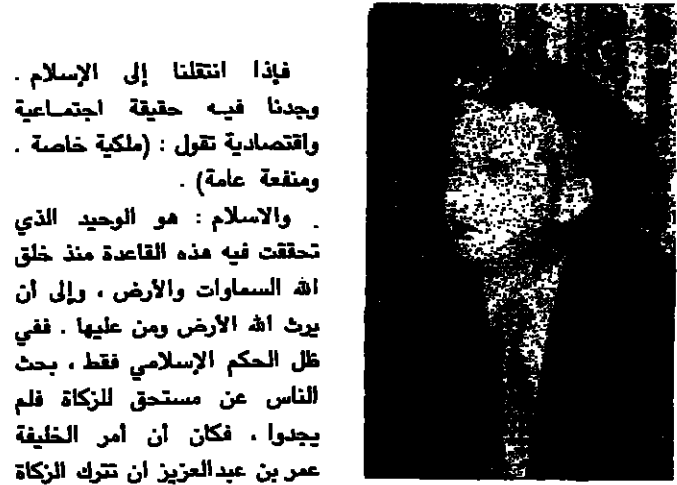 فإذا انتقلنا إلى الإسلام .
وجدنا فيه حقيقة اجتماعية
واقتصادية تقول : (ملكية خاصة .
ومنفعة عامة) .
والاسلام : هو الوحيد الذي
تحققت فيه هذه القاعدة منذ خلق
الله السماوات والأرض ، وإلى أن
يرث الله الأرض ومن عليها . ففي
ظل الحكم الإسلامي فقط ، بحث
الناس عن مستحق للزكاة فلم
يجدوا ، فكان أن أمر الخليفة
عمر بن عبدالعزيز ان تترك الزكاة